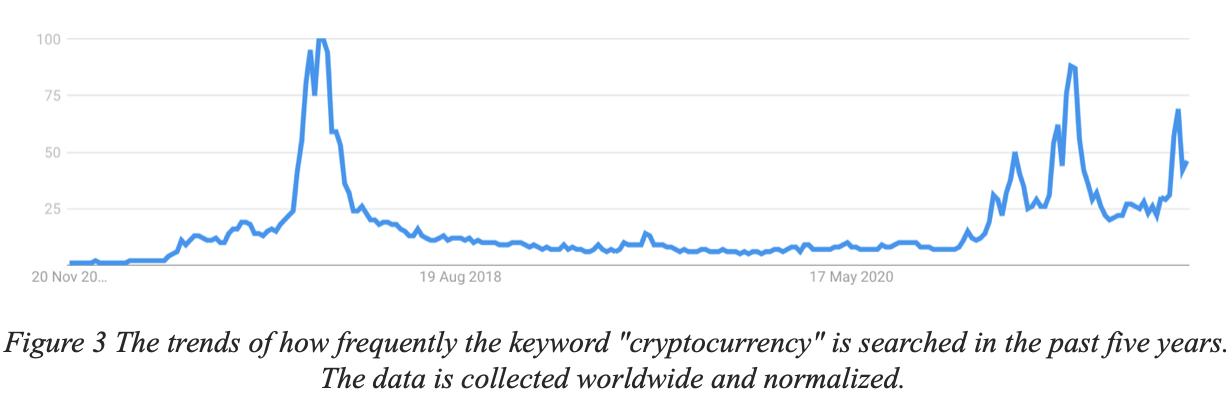 100
75
50
25
20 Nov 20... 19 Aug 2018 17 May 2020
Figure 3 The trends of how frequently the keyword "cryptocurrency" is searched in the past five years.
The data is collected worldwide and normalized.